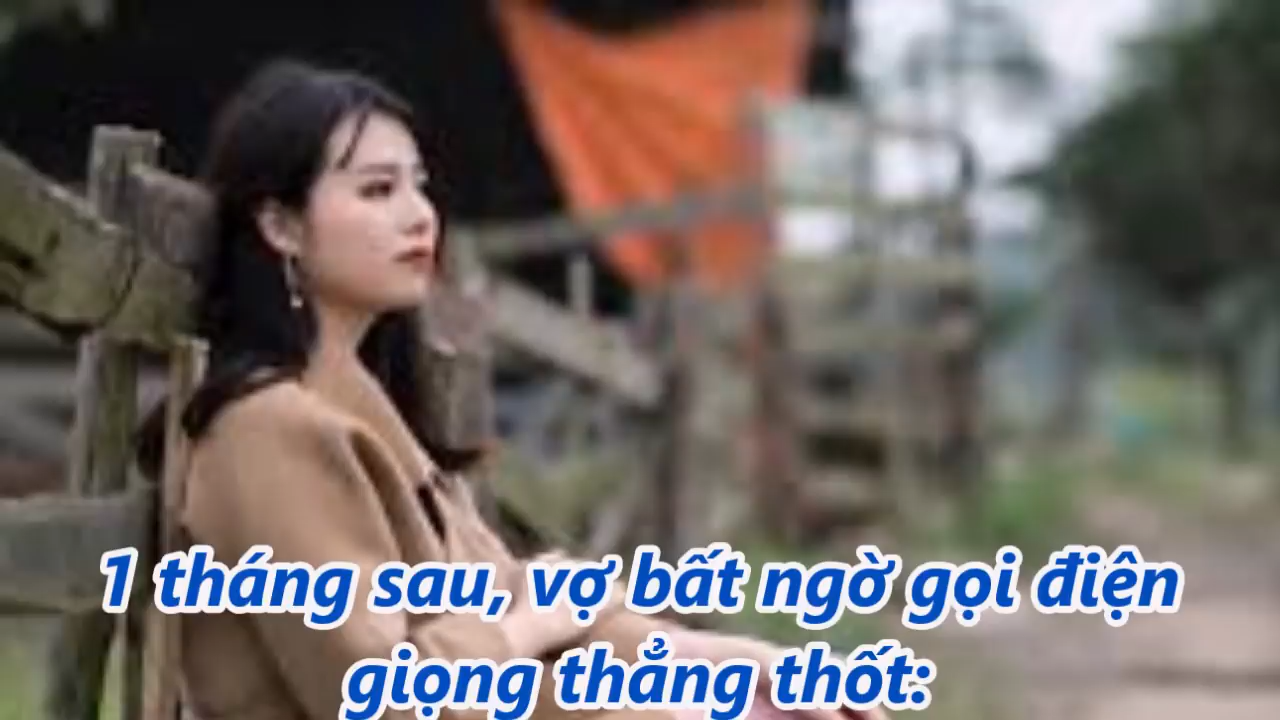 1 tháng sau, vợ bất ngờ gọi điện
giọng thẳng thốt: